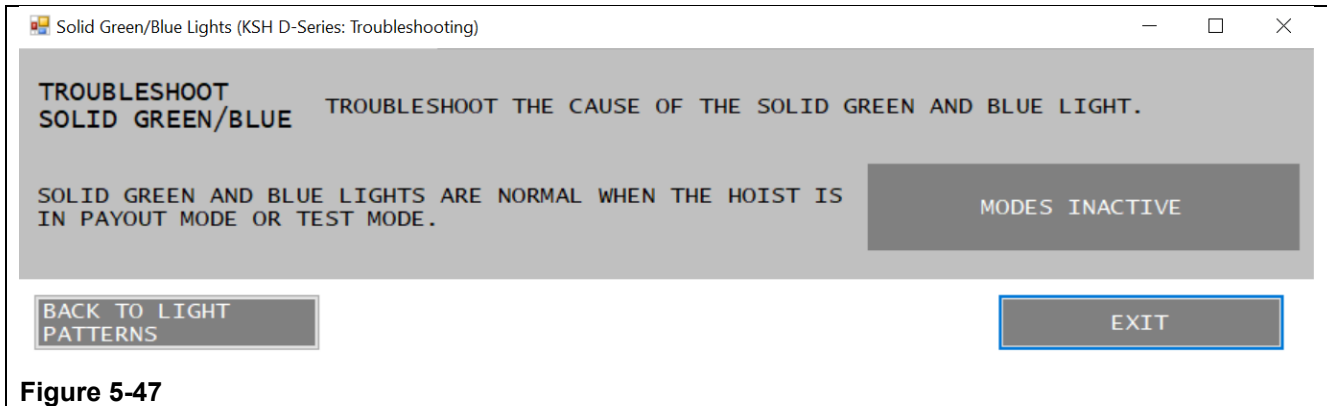 Solid Green/Blue Lights (KSH D-Series: Troubleshooting)
TROUBLESHOOT
SOLID GREEN/BLUE
TROUBLESHOOT THE CAUSE OF THE SOLID GREEN AND BLUE LIGHT.
SOLID GREEN AND BLUE LIGHTS ARE NORMAL WHEN THE HOIST IS
IN PAYOUT MODE OR TEST MODE.
MODES INACTIVE
BACK TO LIGHT
PATTERNS
EXIT
Figure 5-47